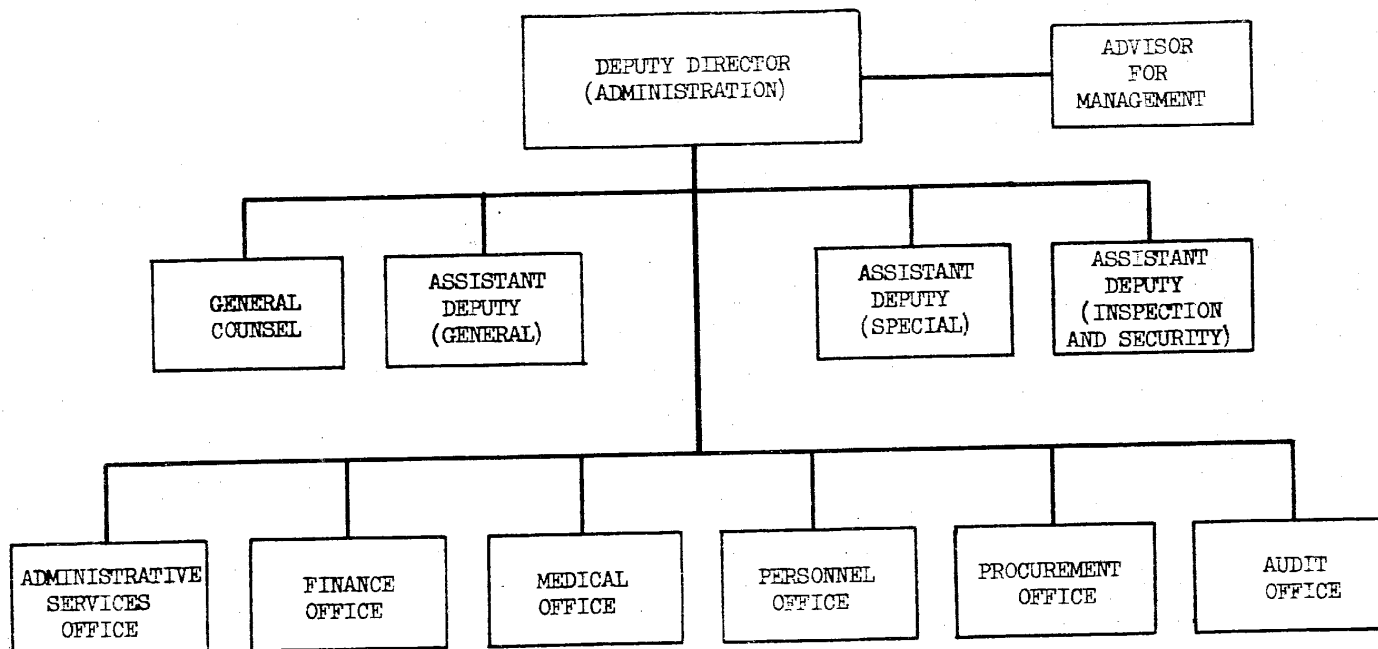 DEPUTY DIRECTOR
(ADMINISTRATION)
ADVISOR
FOR
MANAGEMENT
GENERAL
COUNSEL
ASSISTANT
DEPUTY
(GENERAL)
ASSISTANT
DEPUTY
(SPECIAL)
ASSISTANT
DEPUTY
(INSPECTION
AND SECURITY)
ADMINISTRATIVE
SERVICES
OFFICE
FINANCE
OFFICE
MEDICAL
OFFICE
PERSONNEL
OFFICE
PROCUREMENT
OFFICE
AUDIT
OFFICE